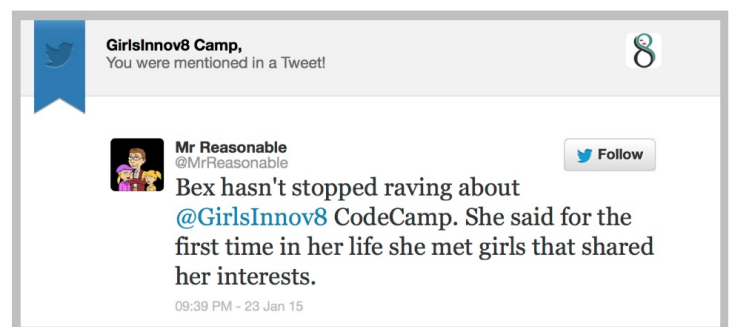 GirlsInnov8 Camp,
You were mentioned in a Tweet!
8
Mr Reasonable
@MrReasonable
Follow
Bex hasn't stopped raving about
@GirlsInnov8 CodeCamp. She said for the
first time in her life she met girls that shared
her interests.
09:39 PM - 23 Jan 15